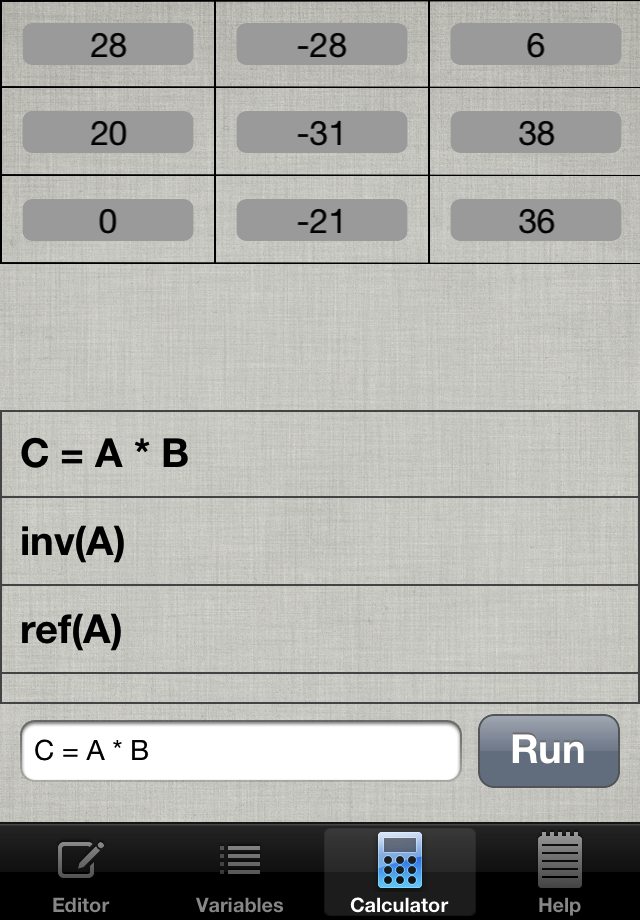 28 -28 6
20 -31 38
0 -21 36
C = A * B
inv(A)
ref(A)
C = A * B Run
Editor Variables Calculator Help